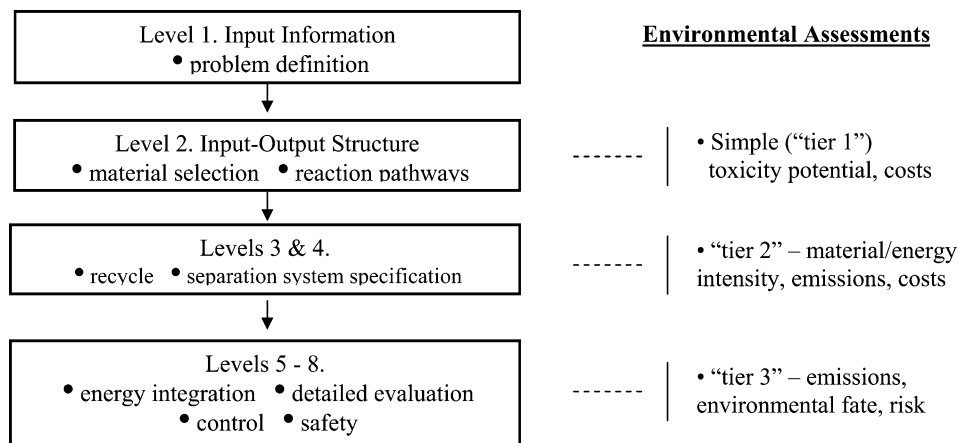 Level 1. Input Information
• problem definition
Environmental Assessments
Level 2. Input-Output Structure
• material selection • reaction pathways
• Simple (“tier 1”)
toxicity potential, costs
Levels 3 & 4.
• recycle • separation system specification
• “tier 2” – material/energy
intensity, emissions, costs
Levels 5 - 8.
• energy integration • detailed evaluation
• control • safety
• “tier 3” – emissions,
environmental fate, risk